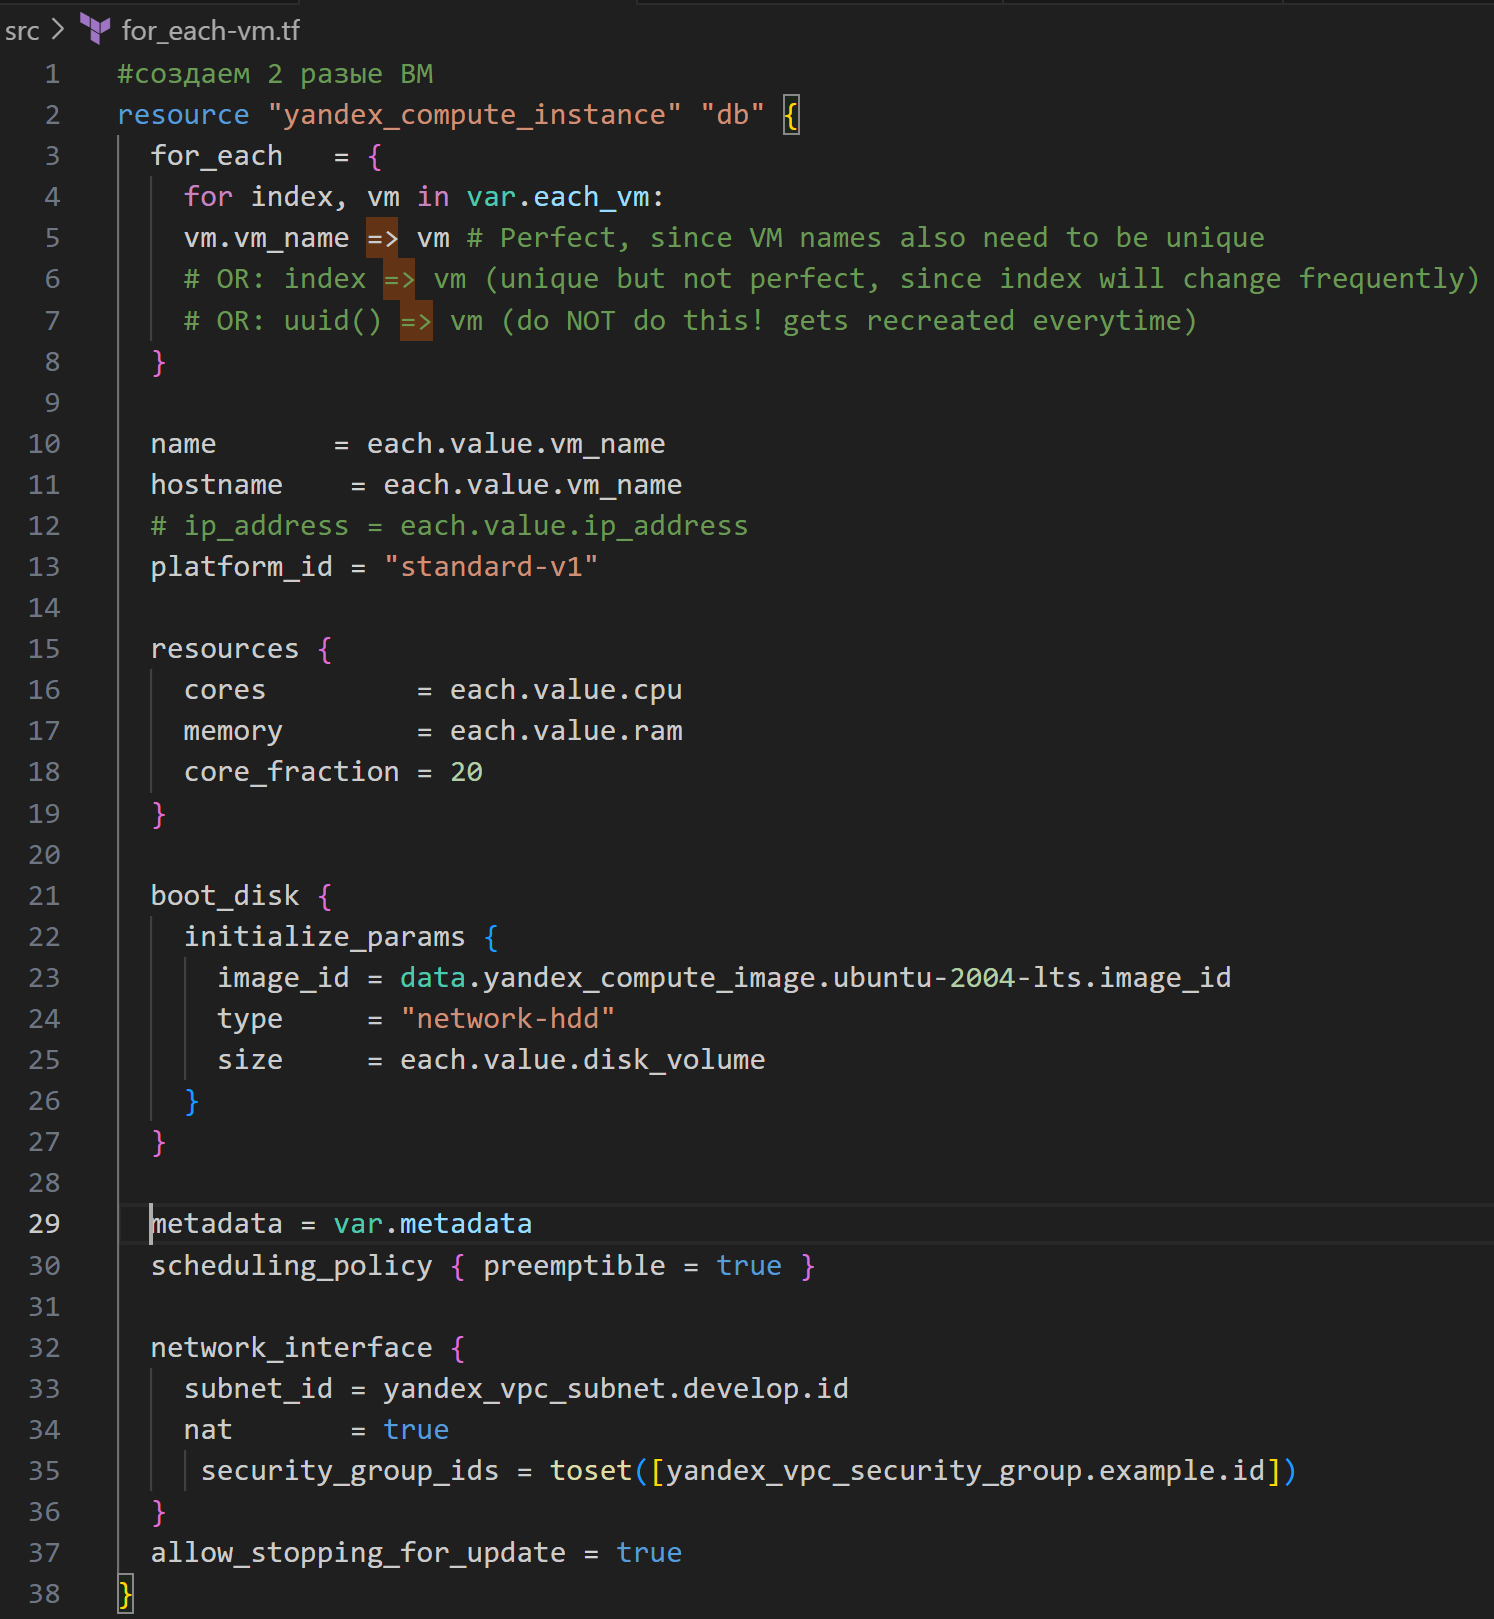 src > for_each-vm.tf
1 #создаем 2 разые ВМ
2 resource "yandex_compute_instance" "db" {
3   for_each   = {
4     for index, vm in var.each_vm:
5     vm.vm_name => vm # Perfect, since VM names also need to be unique
6     # OR: index => vm (unique but not perfect, since index will change frequently)
7     # OR: uuid() => vm (do NOT do this! gets recreated everytime)
8   }
9
10   name       = each.value.vm_name
11   hostname    = each.value.vm_name
12   # ip_address = each.value.ip_address
13   platform_id = "standard-v1"
14
15   resources {
16     cores         = each.value.cpu
17     memory        = each.value.ram
18     core_fraction = 20
19   }
20
21   boot_disk {
22     initialize_params {
23       image_id = data.yandex_compute_image.ubuntu-2004-lts.image_id
24       type     = "network-hdd"
25       size     = each.value.disk_volume
26     }
27   }
28
29   metadata = var.metadata
30   scheduling_policy { preemptible = true }
31
32   network_interface {
33     subnet_id = yandex_vpc_subnet.develop.id
34     nat       = true
35      security_group_ids = toset([yandex_vpc_security_group.example.id])
36   }
37   allow_stopping_for_update = true
38 }